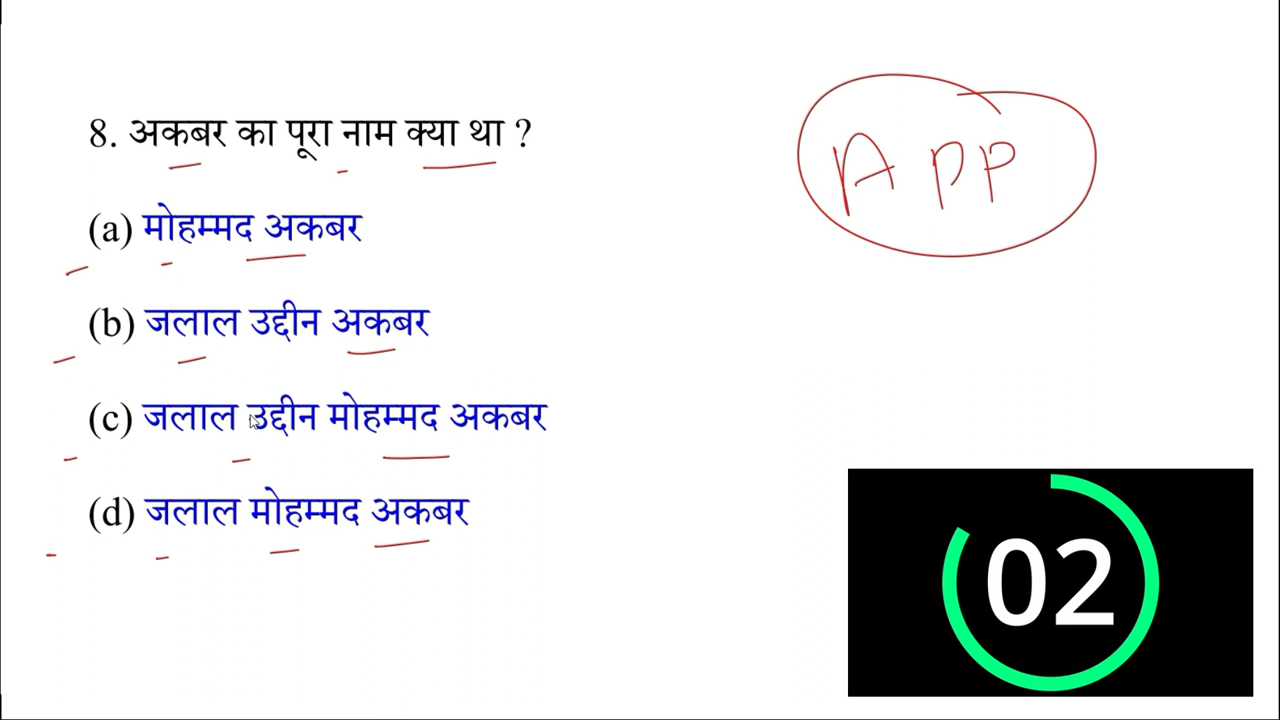 8. अकबर का पूरा नाम क्या था ?
APP
(a) मोहम्मद अकबर
(b) जलाल उद्दीन अकबर
(c) जलाल उद्दीन मोहम्मद अकबर
(d) जलाल मोहम्मद अकबर
02